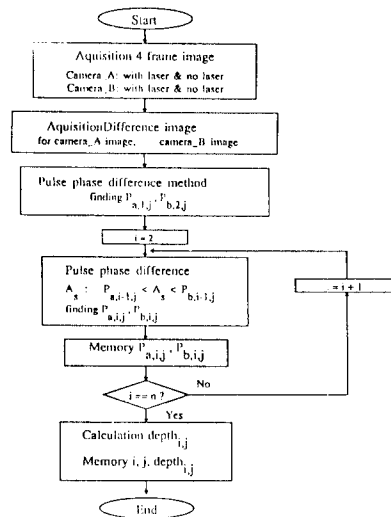 Start
Aquisition 4 frame image
Camera_A: with laser & no laser
Camera_B: with laser & no laser
AquisitionDifference image
for camera_A image, camera_B image
Pulse phase difference method
finding P a,1,j , P b,2,j
i = 2
Pulse phase difference
A s : P a,i-1,j < A s < P b,i-1,j
finding P a,i,j , P b,i,j
= i + 1
Memory P a,i,j , P b,i,j
No
i == n ?
Yes
Calculation depth i,j
Memory i, j, depth i,j
End